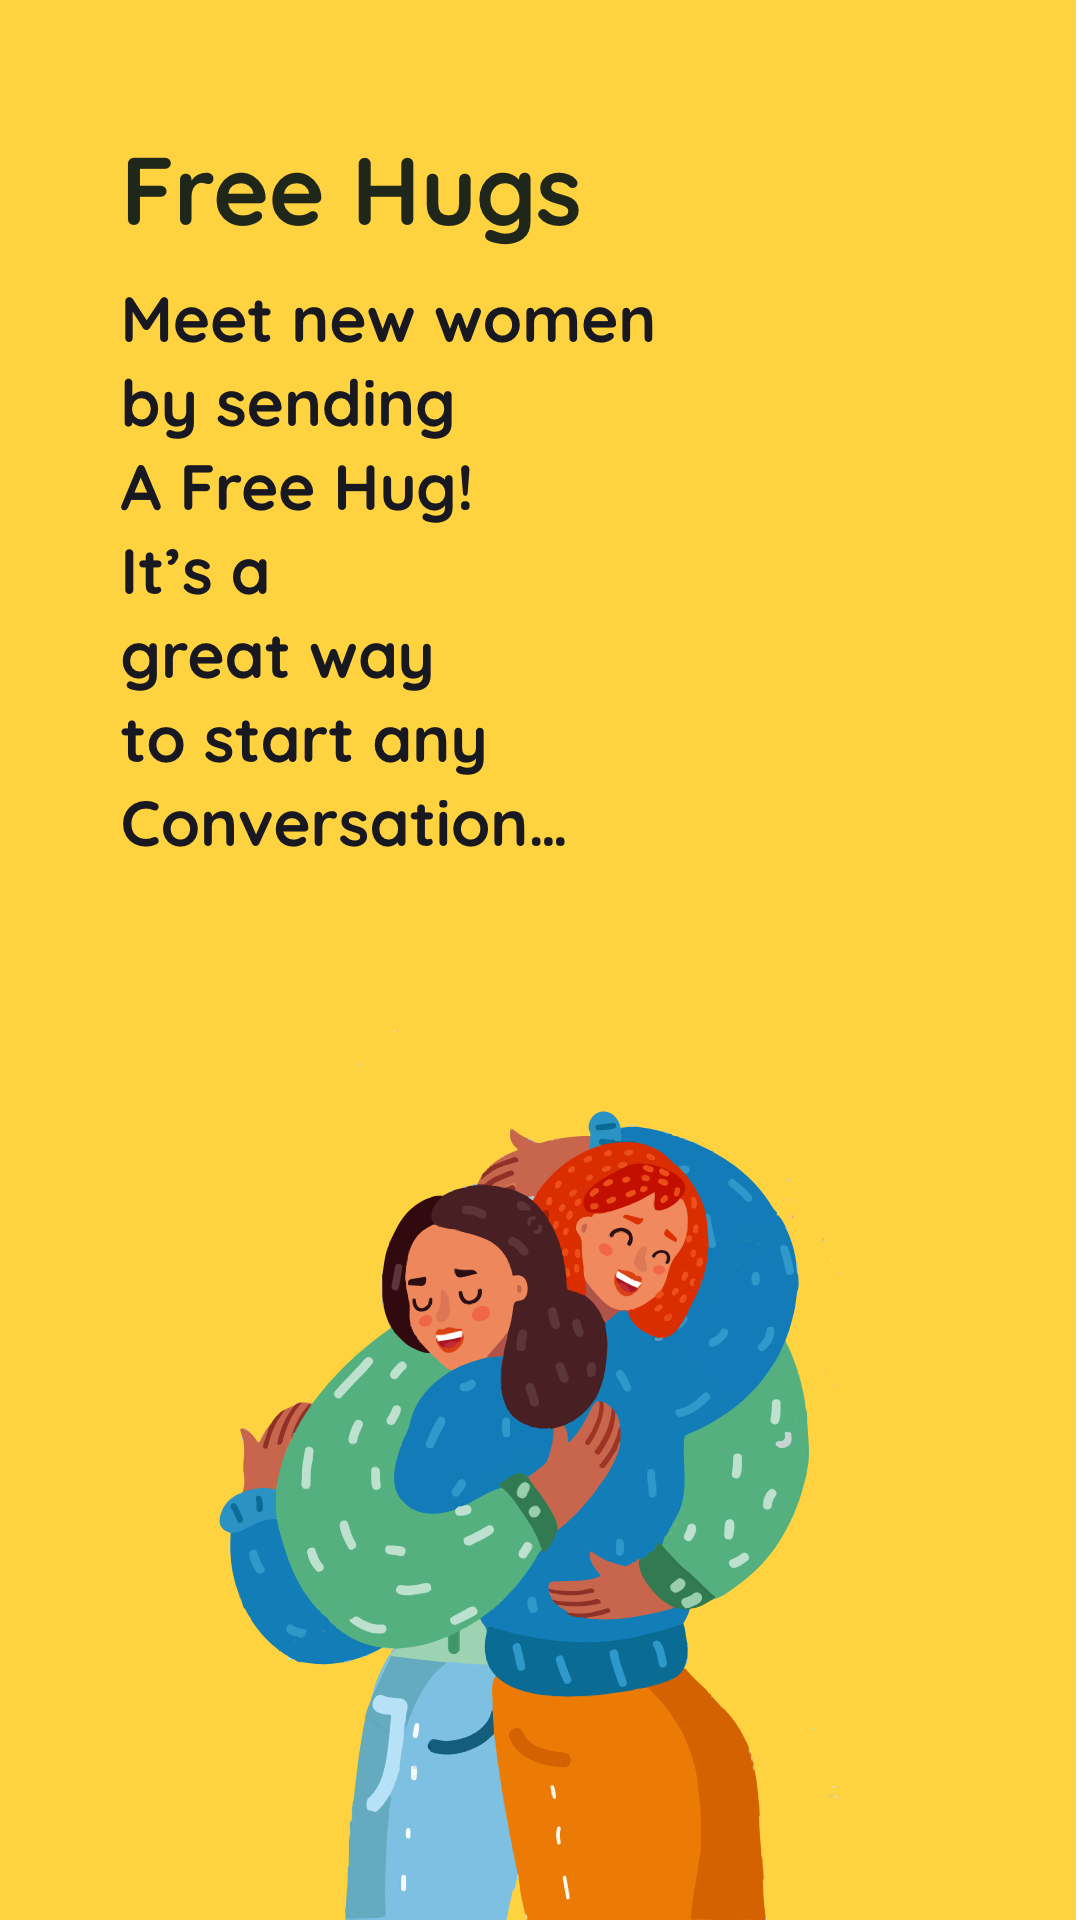 Free Hugs
Meet new women
by sending
A Free Hug!
It’s a
great way
to start any
Conversation...